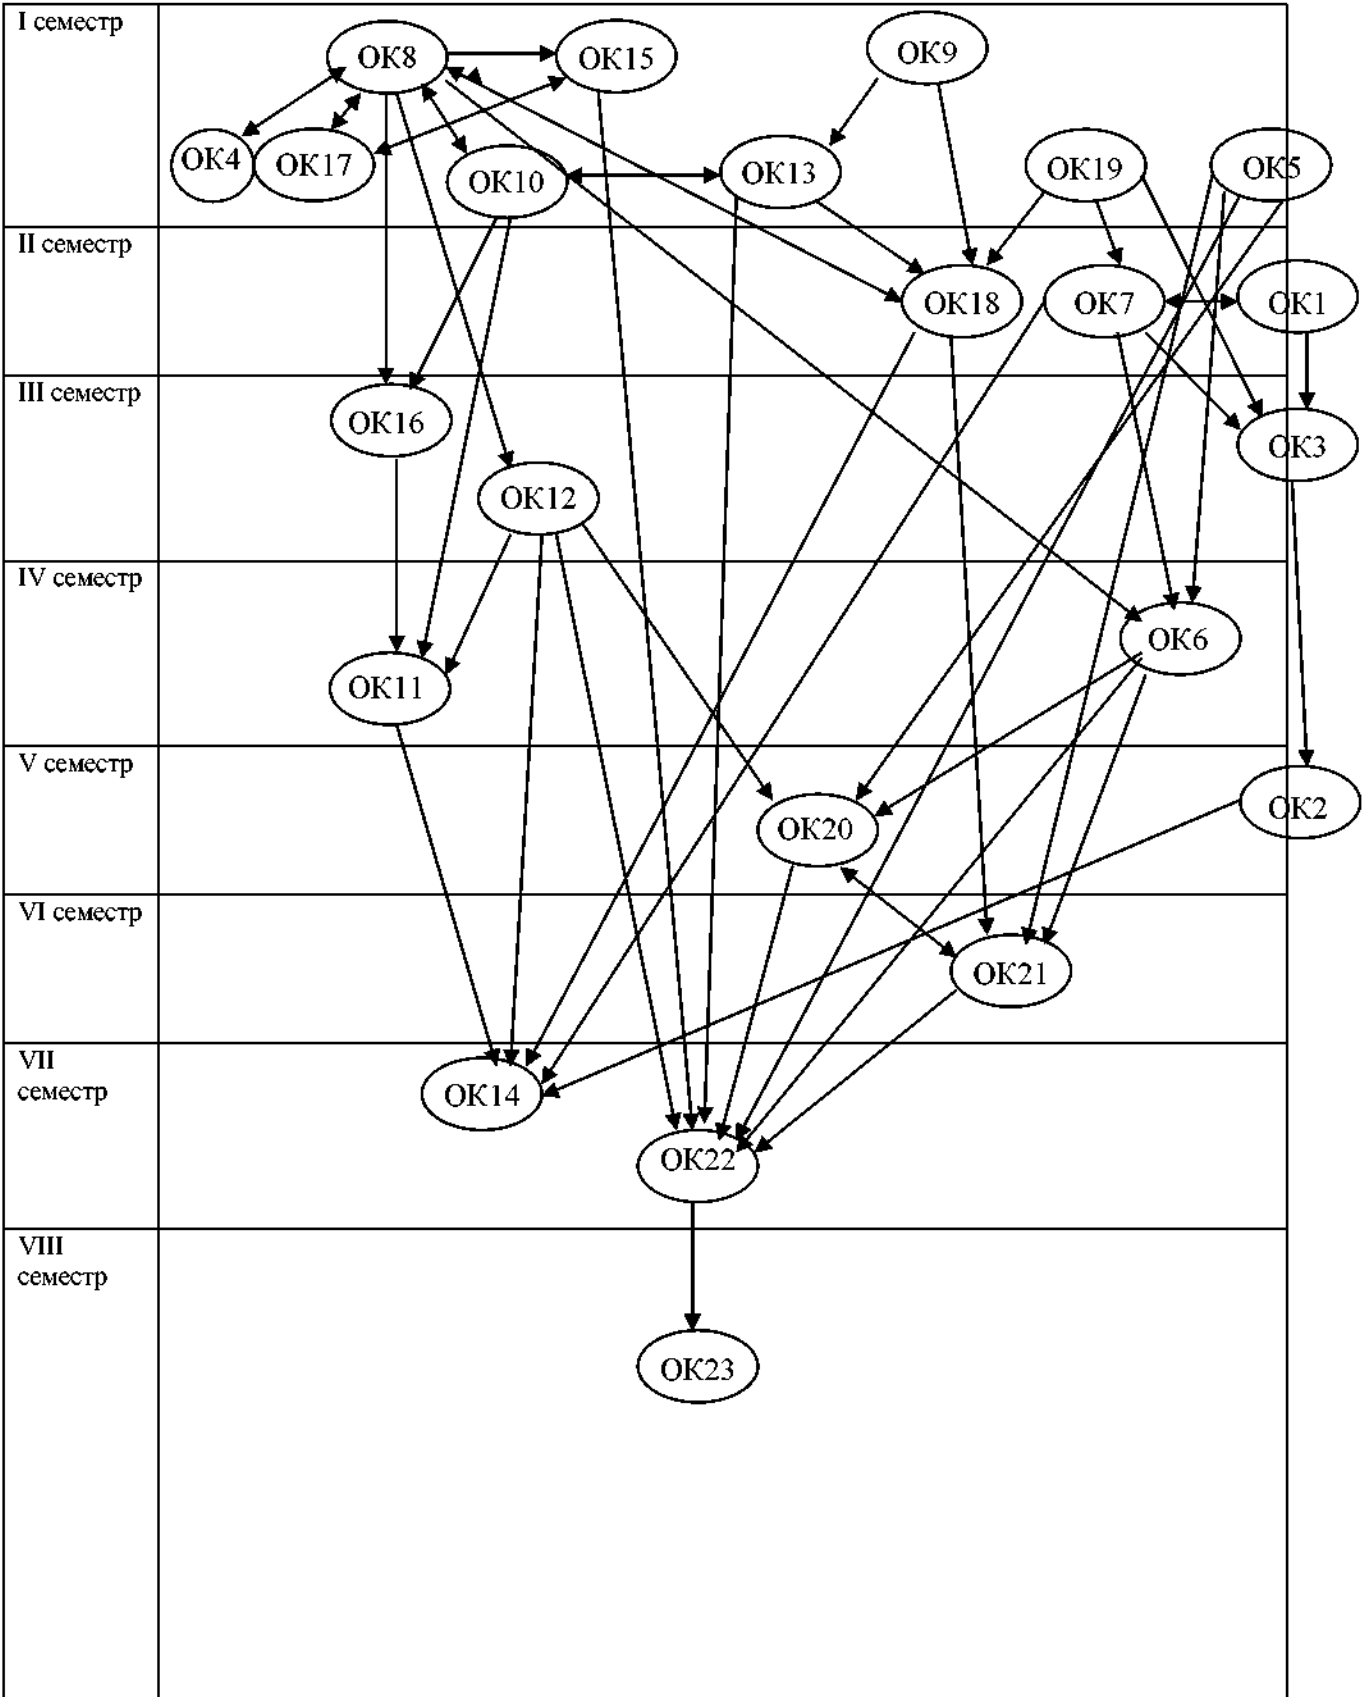 I семестр
ОК8
ОК15
ОК9
ОК4
ОК17
ОК10
ОК13
ОК19
ОК5
II семестр
ОК18
ОК7
ОК1
III семестр
ОК16
ОК12
ОК3
IV семестр
ОК11
ОК6
V семестр
ОК20
ОК2
VI семестр
ОК21
VII
семестр
ОК14
ОК22
VIII
семестр
ОК23